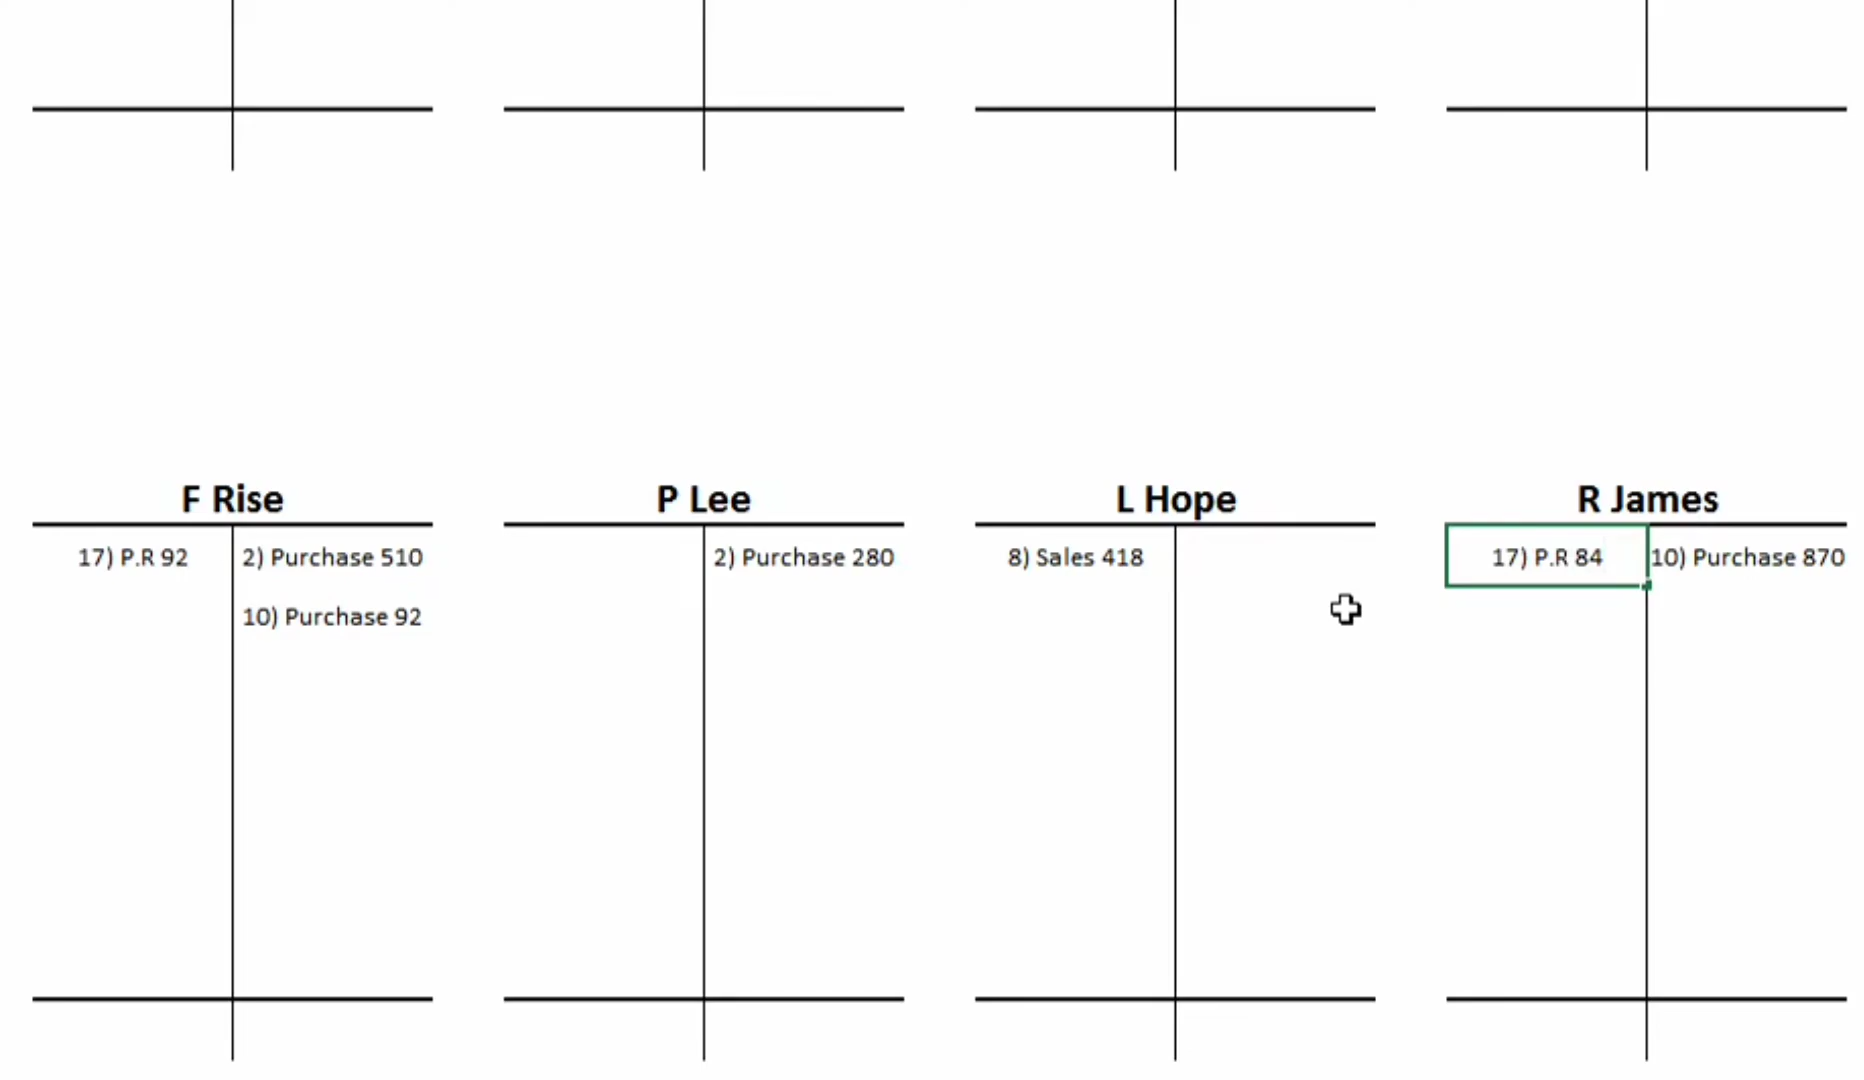 F Rise
P Lee
L Hope
R James
17) P.R 92
2) Purchase 510
2) Purchase 280
8) Sales 418
17) P.R 84
10) Purchase 870
10) Purchase 92